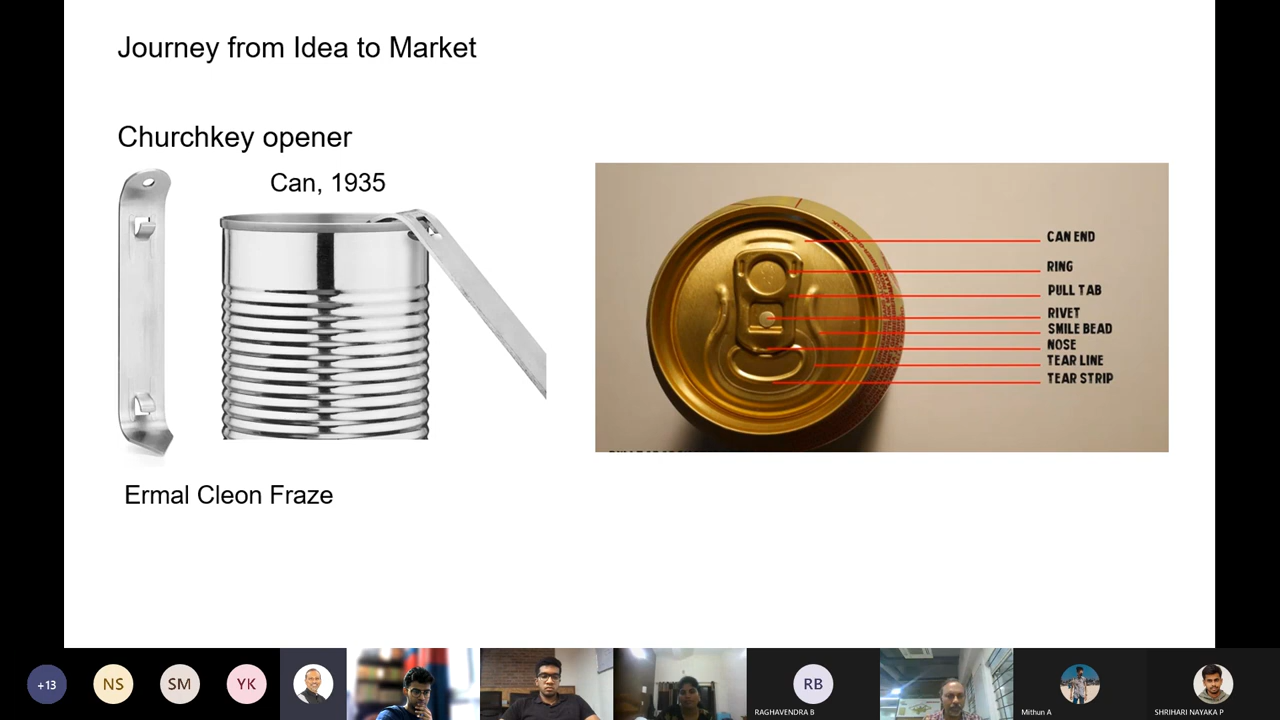 Journey from Idea to Market
Churchkey opener
Can, 1935
CAN END
RING
PULL TAB
RIVET
SMILE BEAD
NOSE
TEAR LINE
TEAR STRIP
Ermal Cleon Fraze
+13
NS
SM
YK
RB
RAGHAVENDRA B
Mithun A
SHRIHARI NAYAKA P